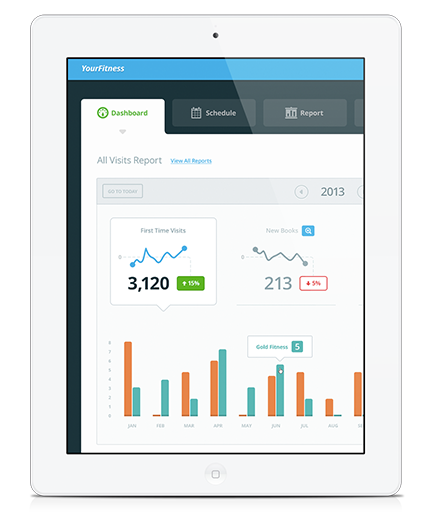 YourFitness
Dashboard
Schedule
Report
All Visits Report
View All Reports
GO TO TODAY
2013
First Time Visits
New Books
0
0
3,120
15%
213
5%
Gold Fitness 5
8
7
6
5
4
3
2
1
0
JAN FEB MAR APR MAY JUN JUL AUG